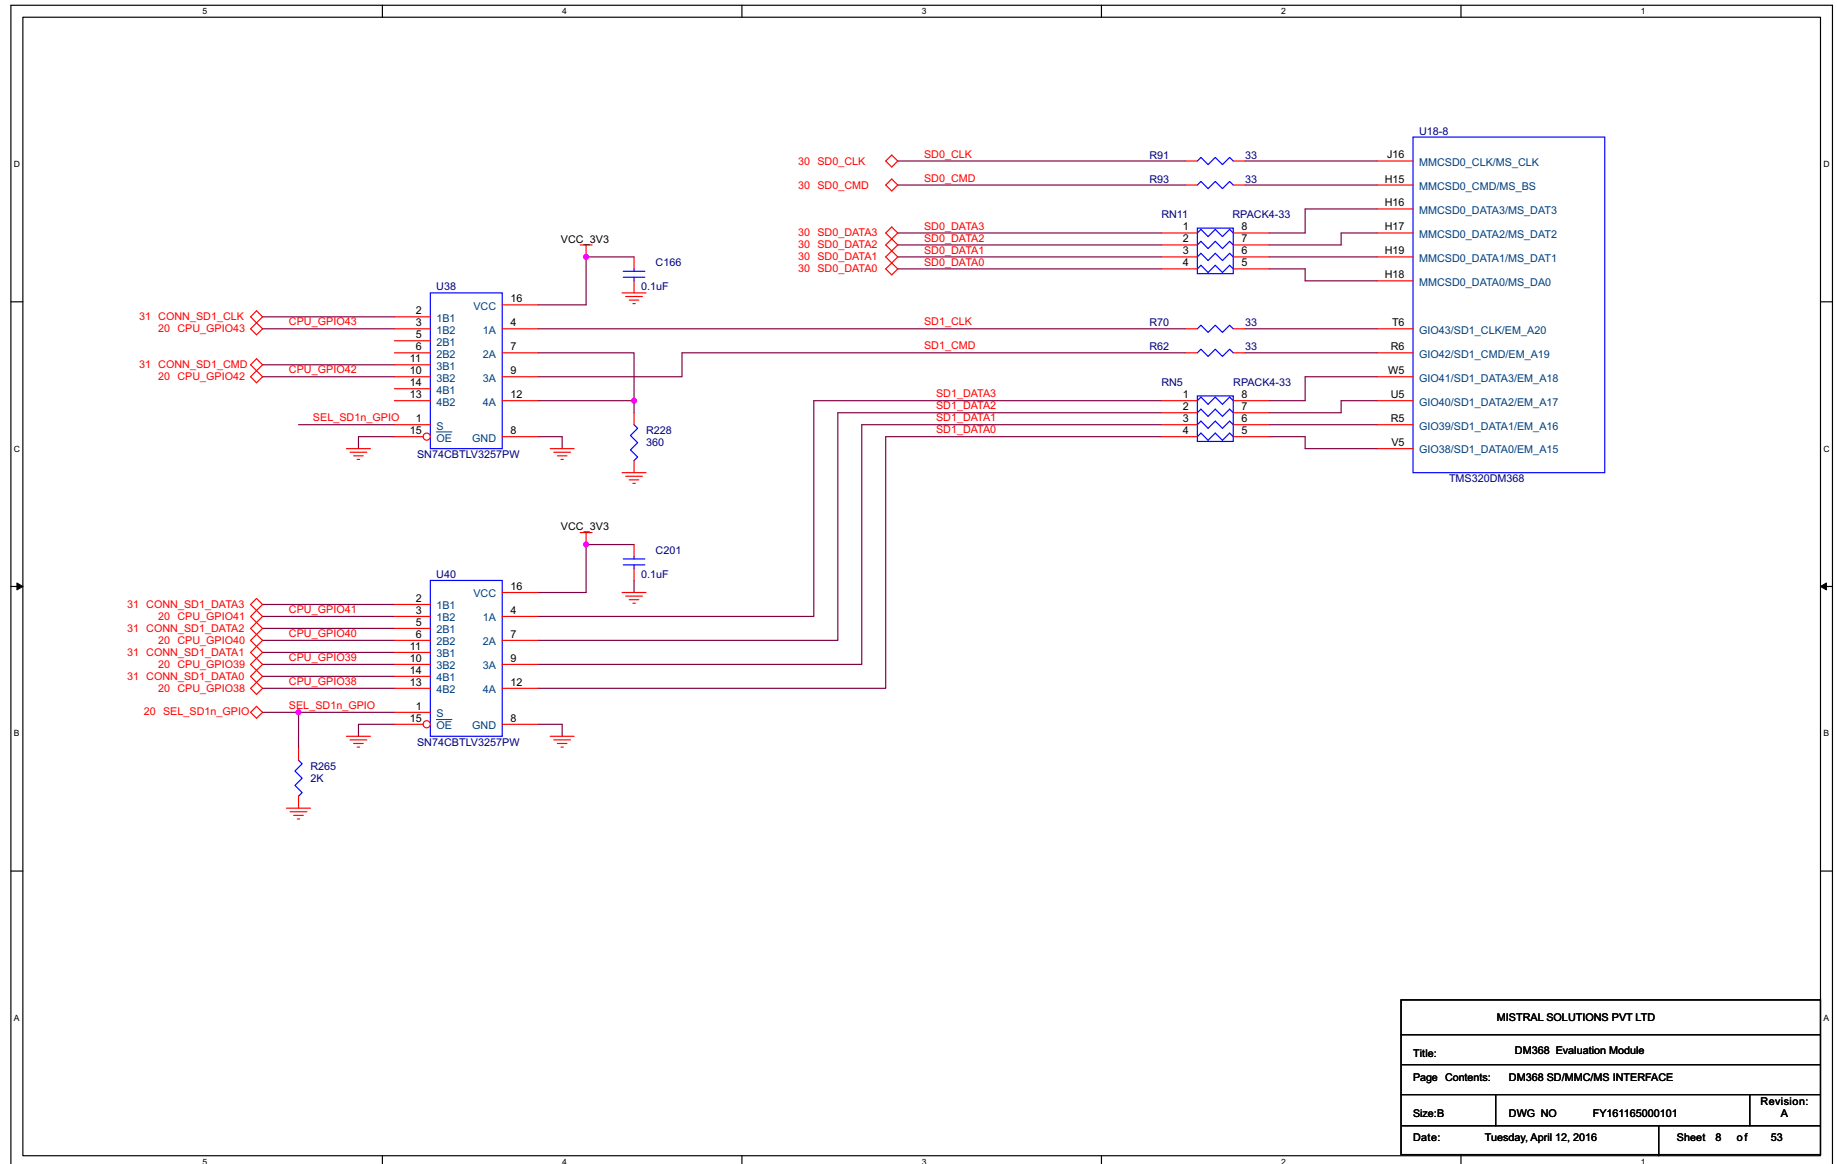 5 4 3 2 1
D D
C C
B B
A A
5 4 3 2 1
U18-8
30 SD0_CLK SD0_CLK R91 33 J16 MMCSD0_CLK/MS_CLK
30 SD0_CMD SD0_CMD R93 33 H15 MMCSD0_CMD/MS_BS
H16 MMCSD0_DATA3/MS_DAT3
RN11 RPACK4-33
30 SD0_DATA3 SD0_DATA3 1 8
H17 MMCSD0_DATA2/MS_DAT2
30 SD0_DATA2 SD0_DATA2 2 7
30 SD0_DATA1 SD0_DATA1 3 6
H19 MMCSD0_DATA1/MS_DAT1
30 SD0_DATA0 SD0_DATA0 4 5
H18 MMCSD0_DATA0/MS_DA0
SD1_CLK R70 33 T6 GIO43/SD1_CLK/EM_A20
SD1_CMD R62 33 R6 GIO42/SD1_CMD/EM_A19
W5 GIO41/SD1_DATA3/EM_A18
RN5 RPACK4-33
SD1_DATA3 1 8
U5 GIO40/SD1_DATA2/EM_A17
SD1_DATA2 2 7
SD1_DATA1 3 6
R5 GIO39/SD1_DATA1/EM_A16
SD1_DATA0 4 5
V5 GIO38/SD1_DATA0/EM_A15
TMS320DM368
VCC_3V3
C166
0.1uF
U38
16 VCC
31 CONN_SD1_CLK 2 1B1
20 CPU_GPIO43 CPU_GPIO43 3 1B2
1A 4
5 2B1
6 2B2
2A 7
31 CONN_SD1_CMD 11 3B1
20 CPU_GPIO42 CPU_GPIO42 10 3B2
3A 9
14 4B1
13 4B2
4A 12
SEL_SD1n_GPIO 1 S
15 OE
GND 8
SN74CBTLV3257PW
R228
360
VCC_3V3
C201
0.1uF
U40
16 VCC
31 CONN_SD1_DATA3 2 1B1
20 CPU_GPIO41 CPU_GPIO41 3 1B2
1A 4
31 CONN_SD1_DATA2 5 2B1
20 CPU_GPIO40 CPU_GPIO40 6 2B2
2A 7
31 CONN_SD1_DATA1 11 3B1
20 CPU_GPIO39 CPU_GPIO39 10 3B2
3A 9
31 CONN_SD1_DATA0 14 4B1
20 CPU_GPIO38 CPU_GPIO38 13 4B2
4A 12
20 SEL_SD1n_GPIO SEL_SD1n_GPIO 1 S
15 OE
GND 8
SN74CBTLV3257PW
R265
2K
MISTRAL SOLUTIONS PVT LTD
Title: DM368 Evaluation Module
Page Contents: DM368 SD/MMC/MS INTERFACE
Size:B DWG NO FY161165000101 Revision: A
Date: Tuesday, April 12, 2016 Sheet 8 of 53